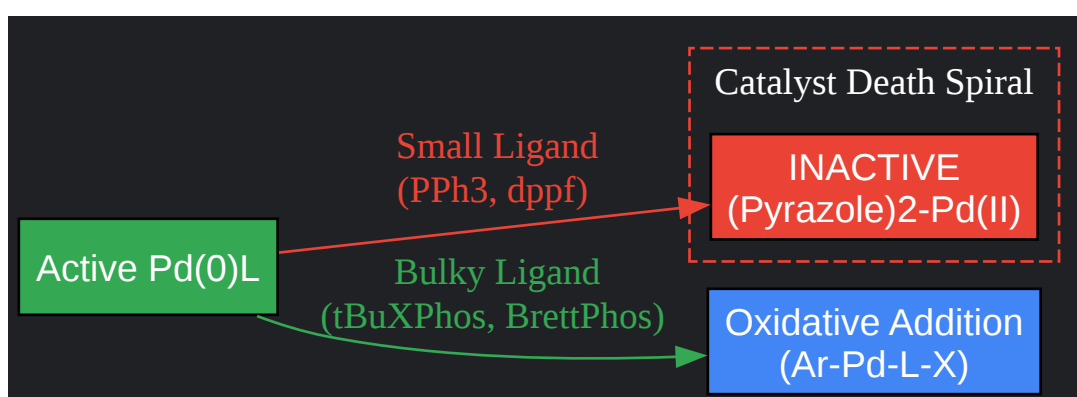 Catalyst Death Spiral
Small Ligand
(PPh3, dppf)
INACTIVE
(Pyrazole)2-Pd(II)
Active Pd(0)L
Bulky Ligand
(tBuXPhos, BrettPhos)
Oxidative Addition
(Ar-Pd-L-X)